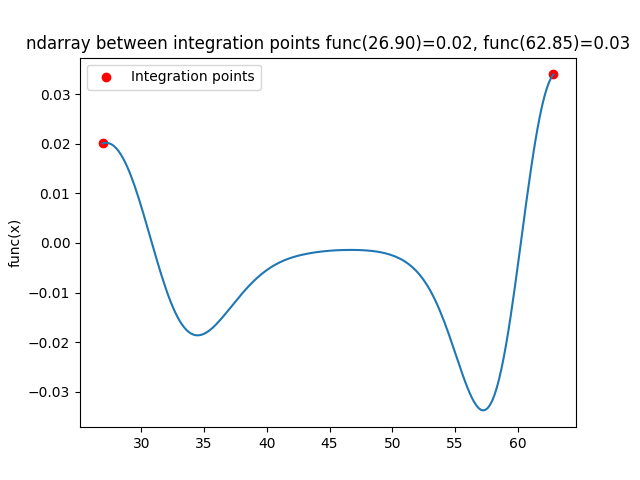 ndarray between integration points func(26.90)=0.02, func(62.85)=0.03
Integration points
func(x)
0.03
0.02
0.01
0.00
−0.01
−0.02
−0.03
30 35 40 45 50 55 60